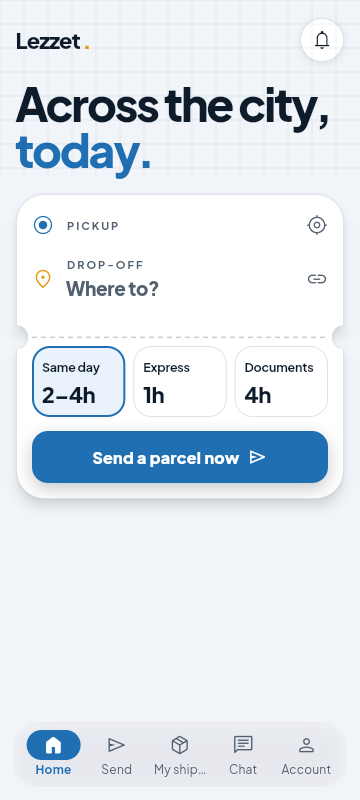 Lezzet.
Across the city,
today.
PICKUP
DROP-OFF
Where to?
Same day
2–4h
Express
1h
Documents
4h
Send a parcel now
Home
Send
My ship...
Chat
Account